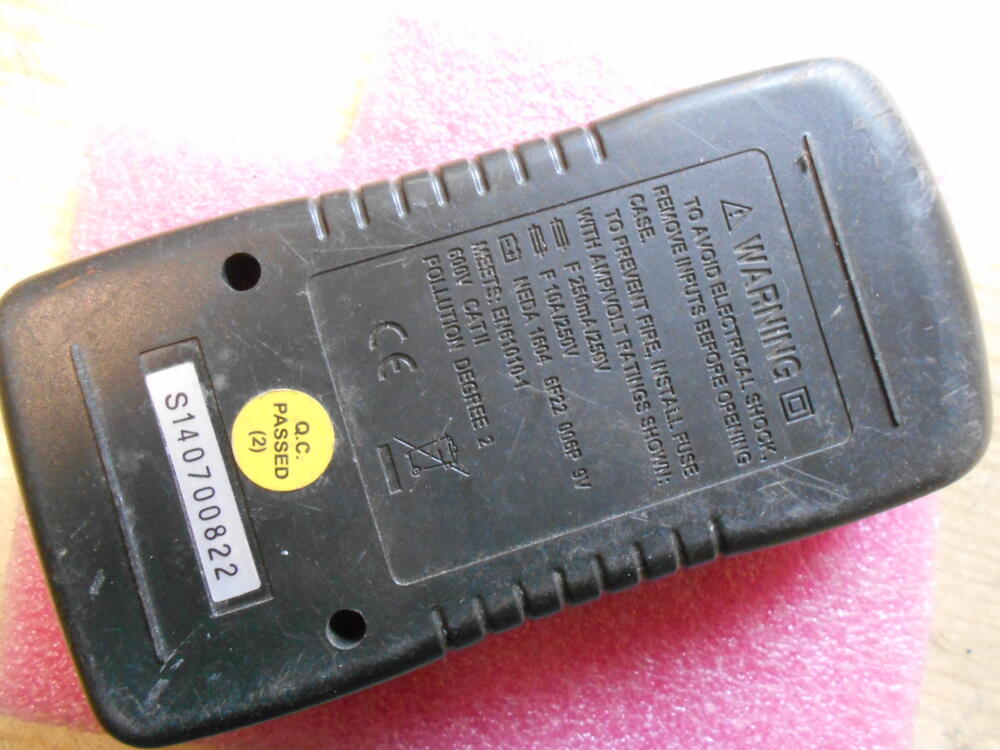 WARNING
TO AVOID ELECTRICAL SHOCK,
REMOVE INPUTS BEFORE OPENING
CASE.
TO PREVENT FIRE, INSTALL FUSE
WITH AMP/VOLT RATINGS SHOWN:
F 250mA/250V
F 10A/250V
NEDA 1604, 6F22 006P 9V
MEETS: EN61010-1
600V CATII
POLLUTION DEGREE 2
CE
Q.C.
PASSED
(2)
S140700822